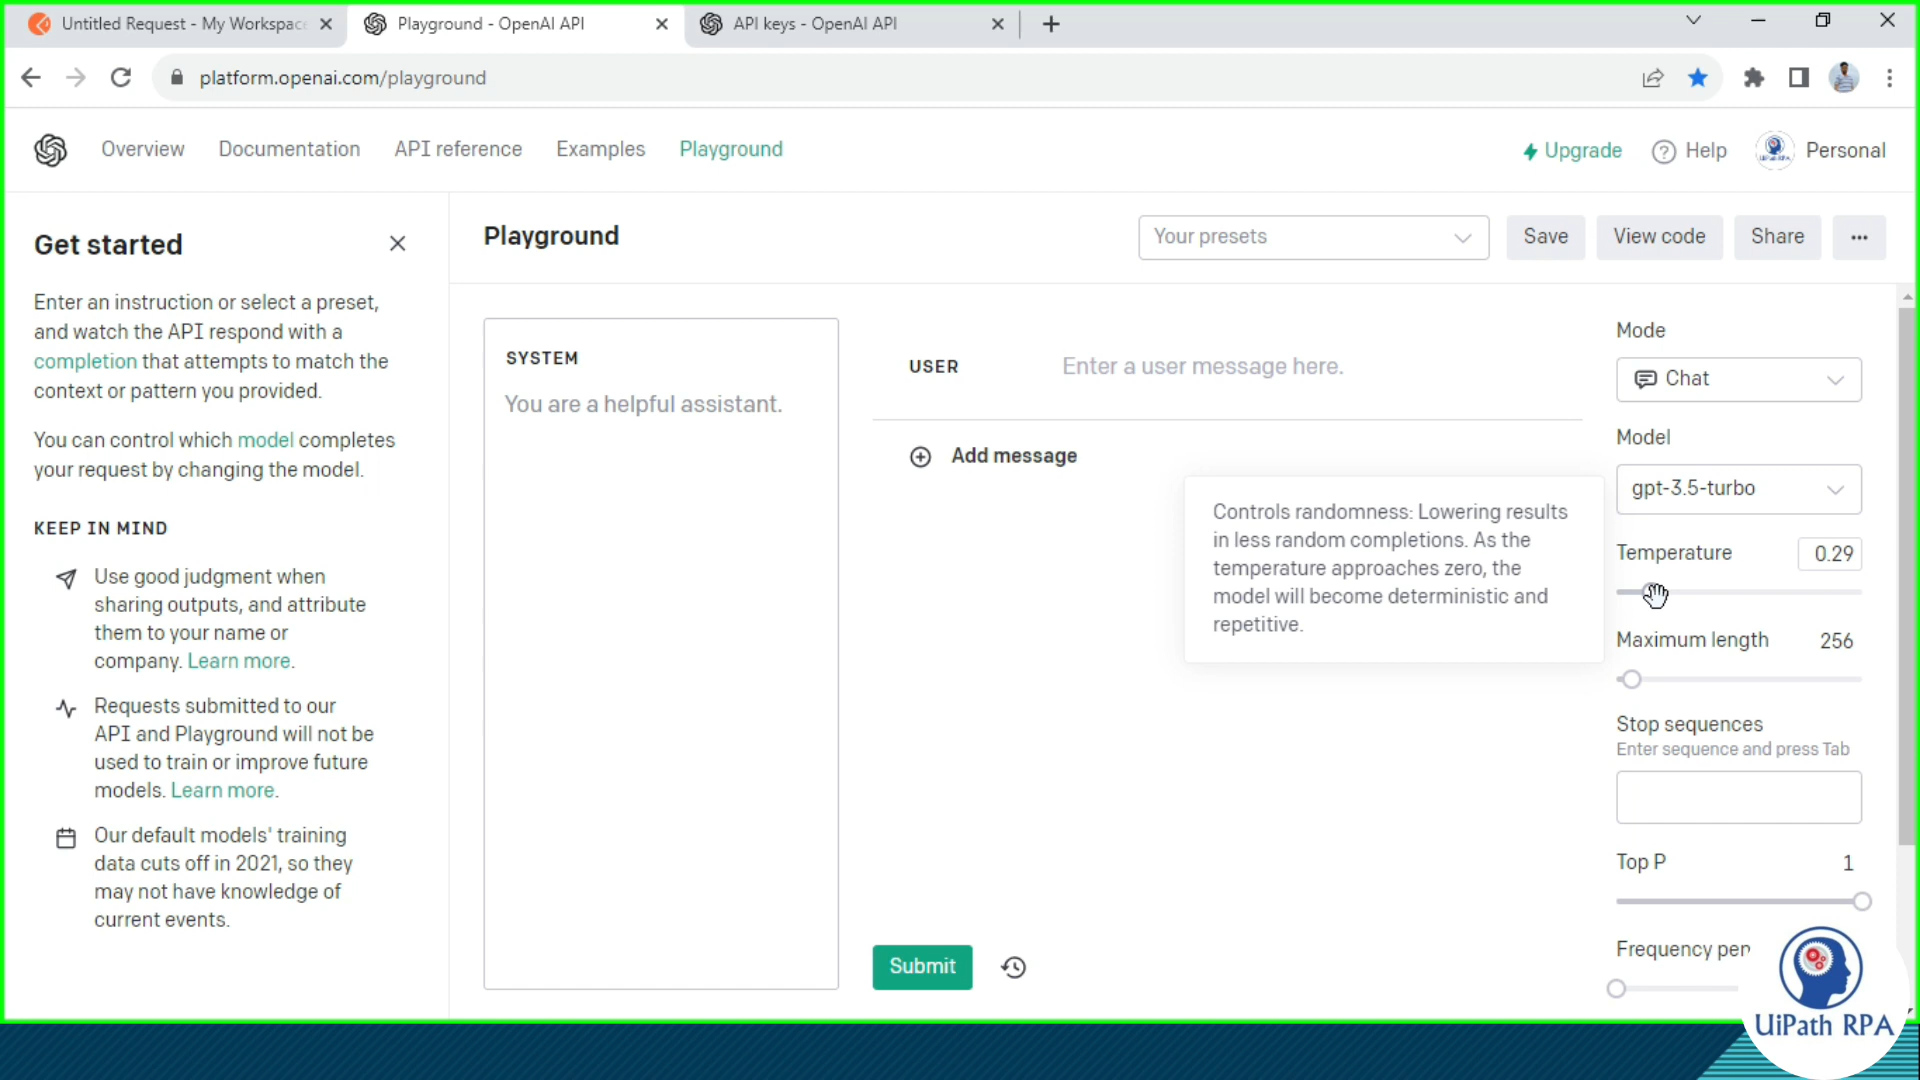 Untitled Request - My Workspace
Playground - OpenAI API
API keys - OpenAI API
platform.openai.com/playground
Overview
Documentation
API reference
Examples
Playground
Upgrade
Help
Personal
Get started
Enter an instruction or select a preset,
and watch the API respond with a
completion that attempts to match the
context or pattern you provided.
You can control which model completes
your request by changing the model.
KEEP IN MIND
Use good judgment when
sharing outputs, and attribute
them to your name or
company. Learn more.
Requests submitted to our
API and Playground will not be
used to train or improve future
models. Learn more.
Our default models' training
data cuts off in 2021, so they
may not have knowledge of
current events.
Playground
Your presets
Save
View code
Share
SYSTEM
You are a helpful assistant.
USER
Enter a user message here.
Add message
Controls randomness: Lowering results
in less random completions. As the
temperature approaches zero, the
model will become deterministic and
repetitive.
Submit
Mode
Chat
Model
gpt-3.5-turbo
Temperature 0.29
Maximum length 256
Stop sequences
Enter sequence and press Tab
Top P 1
Frequency pen
UiPath RPA